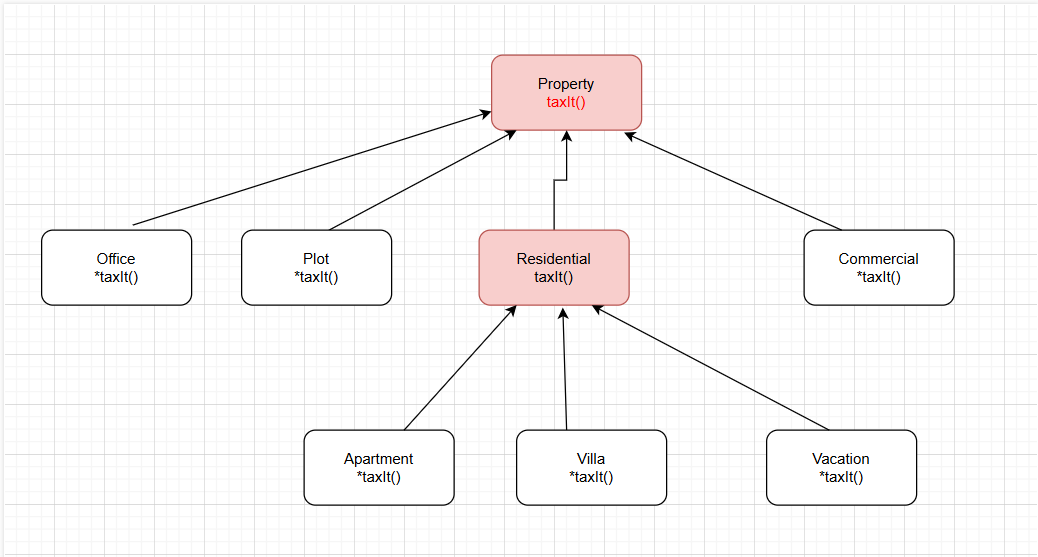 Property
taxIt()
Office
*taxIt()
Plot
*taxIt()
Residential
taxIt()
Commercial
*taxIt()
Apartment
*taxIt()
Villa
*taxIt()
Vacation
*taxIt()